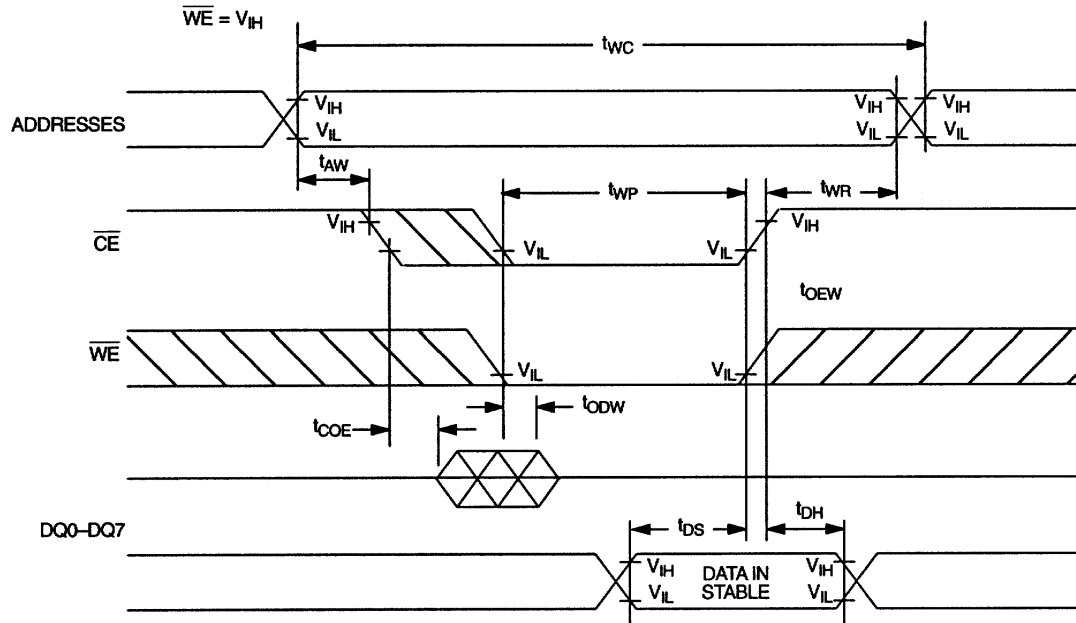 WE = VIH
tWC
ADDRESSES
VIH
VIL
VIH
VIL
VIH
VIL
tAW
tWP
tWR
CE
VIH
VIL
VIL
VIH
tOEW
WE
VIL
VIL
tCOE
tODW
DQ0–DQ7
tDS
tDH
VIH
VIL
DATA IN
STABLE
VIH
VIL